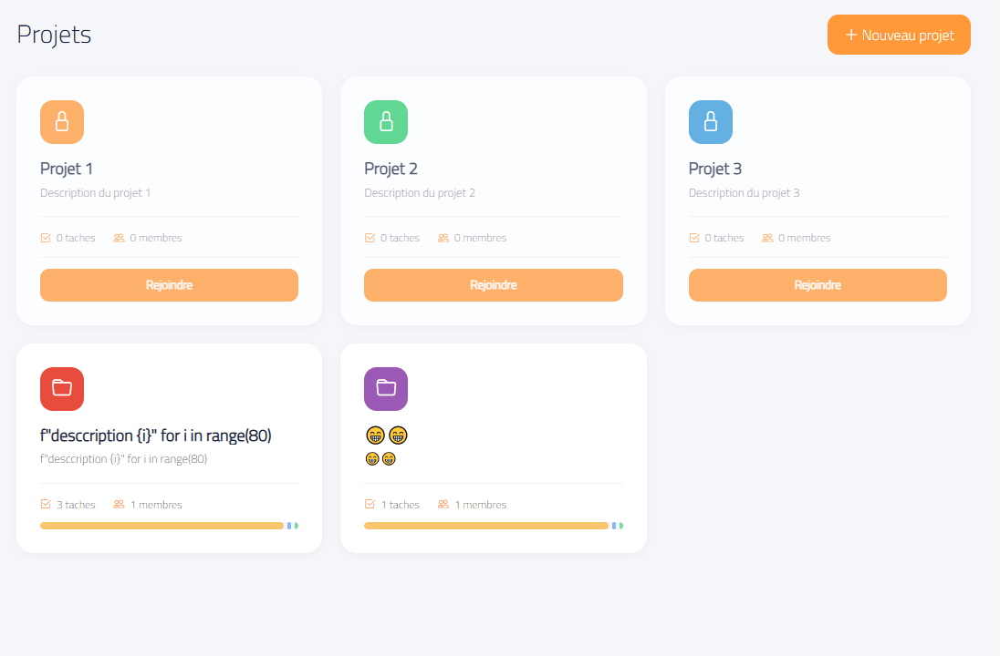 Projets
+ Nouveau projet
Projet 1
Description du projet 1
0 taches 0 membres
Rejoindre
Projet 2
Description du projet 2
0 taches 0 membres
Rejoindre
Projet 3
Description du projet 3
0 taches 0 membres
Rejoindre
f"desccription {i}" for i in range(80)
f"desccription {i}" for i in range(80)
3 taches 1 membres
😁😁
😁😁
1 taches 1 membres